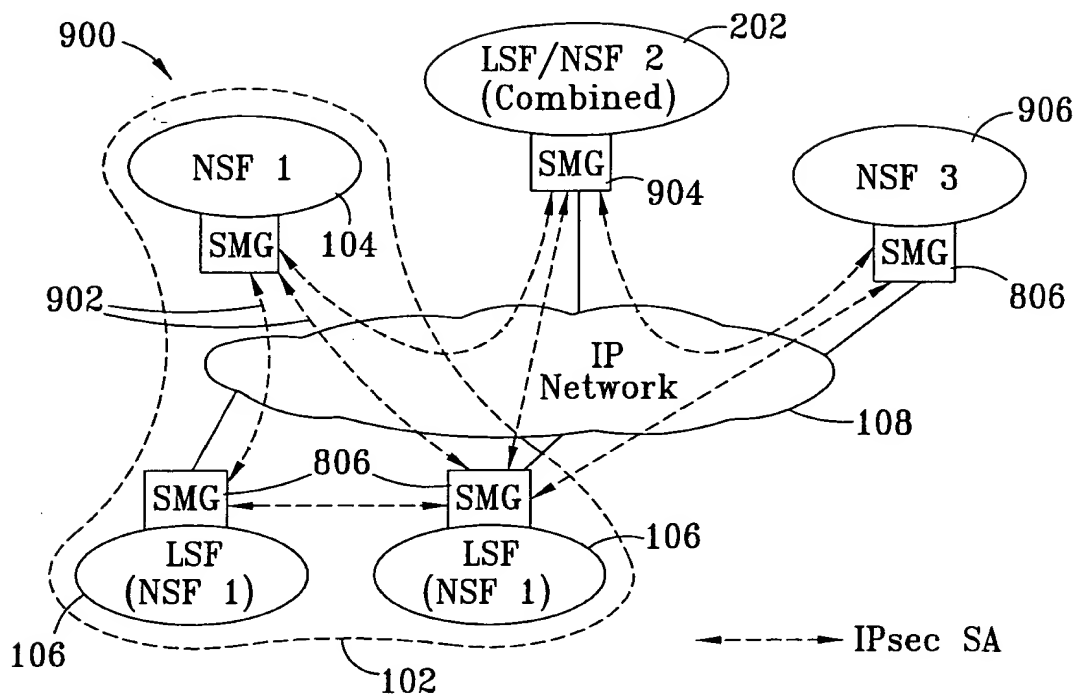 900
202
LSF/NSF 2
(Combined)
906
NSF 1
SMG
904
NSF 3
104
SMG
SMG
806
902
IP
Network
108
806
SMG
SMG
106
LSF
(NSF 1)
LSF
(NSF 1)
106
102
IPsec SA